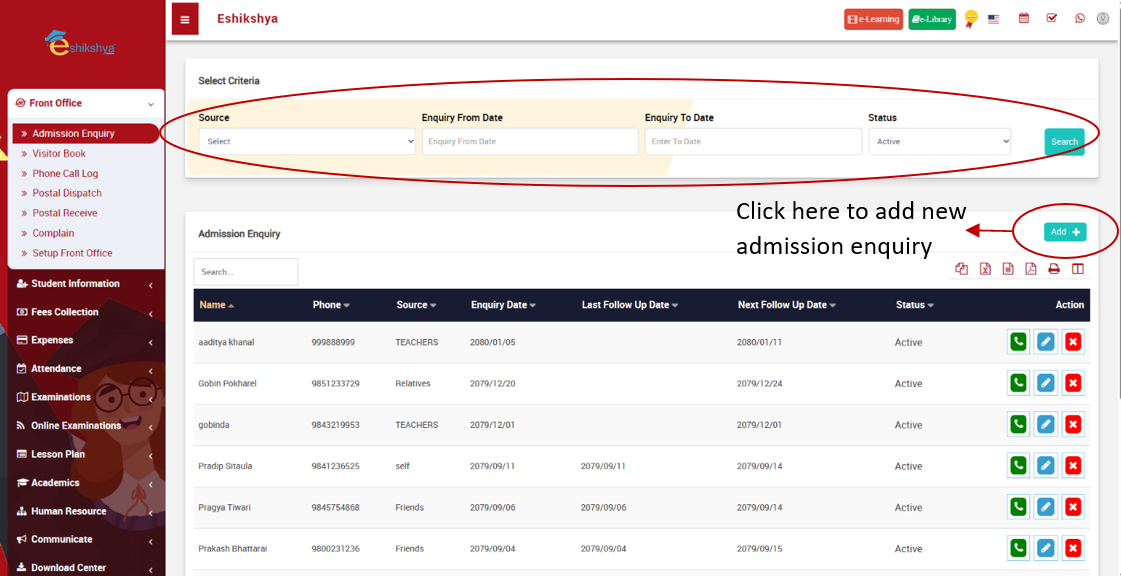 eshikshya
Eshikshya
e-Learning
e-Library
Front Office
» Admission Enquiry
» Visitor Book
» Phone Call Log
» Postal Dispatch
» Postal Receive
» Complain
» Setup Front Office
Student Information
Fees Collection
Expenses
Attendance
Examinations
Online Examinations
Lesson Plan
Academics
Human Resource
Communicate
Download Center
Select Criteria
Source Enquiry From Date Enquiry To Date Status
Select Enquiry From Date Enter To Date Active Search
Click here to add new
admission enquiry
Admission Enquiry Add +
Search...
Name Phone Source Enquiry Date Last Follow Up Date Next Follow Up Date Status Action
aaditya khanal 999888999 TEACHERS 2080/01/05 2080/01/11 Active
Gobin Pokharel 9851233729 Relatives 2079/12/20 2079/12/24 Active
gobinda 9843219953 TEACHERS 2079/12/01 2079/12/01 Active
Pradip Sitaula 9841236525 self 2079/09/11 2079/09/11 2079/09/14 Active
Pragya Tiwari 9845754868 Friends 2079/09/06 2079/09/06 2079/09/14 Active
Prakash Bhattarai 9800231236 Friends 2079/09/04 2079/09/04 2079/09/15 Active